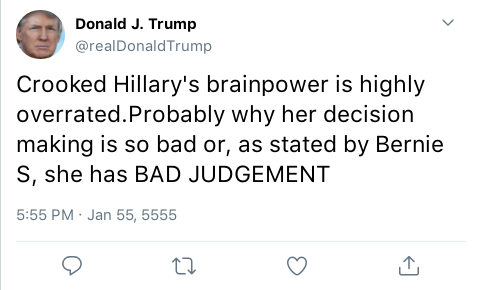 Donald J. Trump
@realDonaldTrump
Crooked Hillary's brainpower is highly
overrated.Probably why her decision
making is so bad or, as stated by Bernie
S, she has BAD JUDGEMENT
5:55 PM · Jan 55, 5555